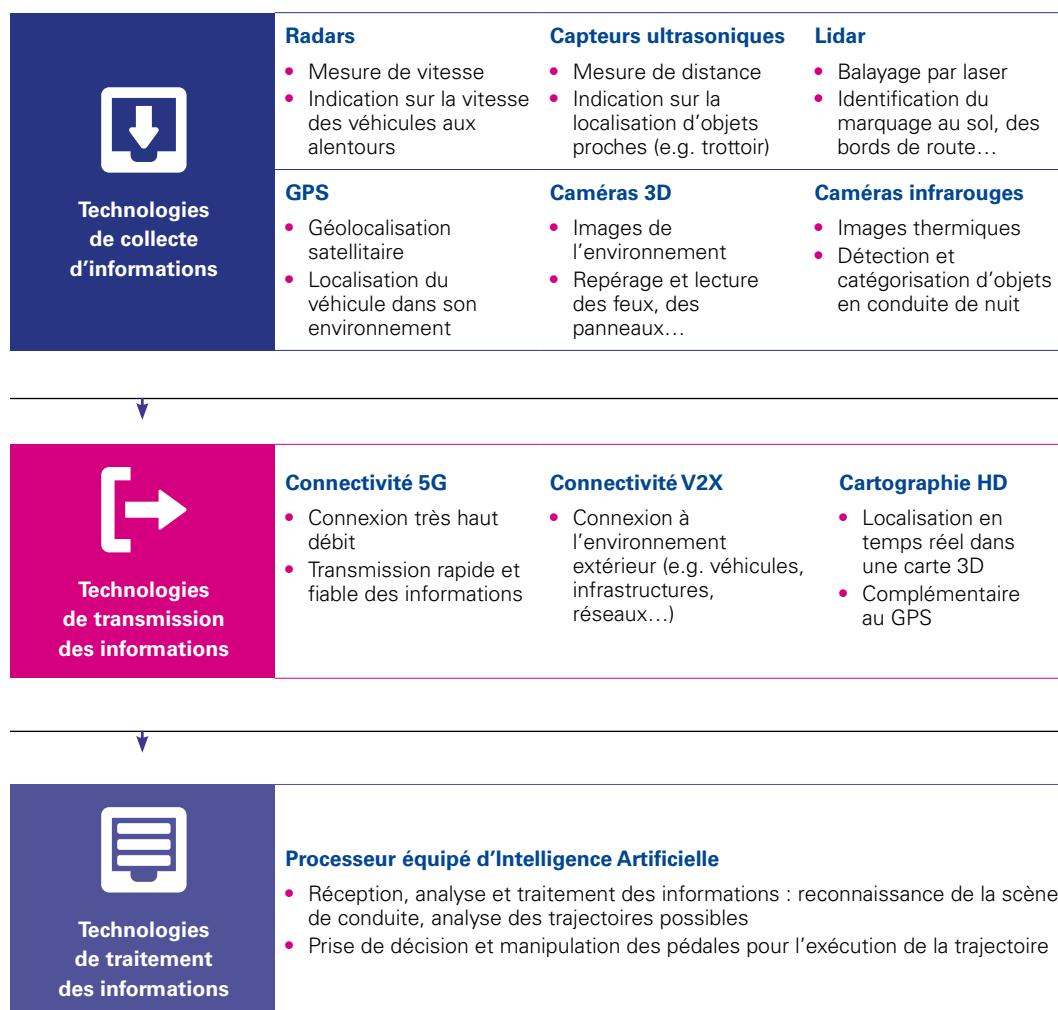 Technologies
de collecte
d’informations
Radars
• Mesure de vitesse
• Indication sur la vitesse
des véhicules aux
alentours
Capteurs ultrasoniques
• Mesure de distance
• Indication sur la
localisation d’objets
proches (e.g. trottoir)
Lidar
• Balayage par laser
• Identification du
marquage au sol, des
bords de route…
GPS
• Géolocalisation
satellitaire
• Localisation du
véhicule dans son
environnement
Caméras 3D
• Images de
l’environnement
• Repérage et lecture
des feux, des
panneaux…
Caméras infrarouges
• Images thermiques
• Détection et
catégorisation d’objets
en conduite de nuit
Technologies
de transmission
des informations
Connectivité 5G
• Connexion très haut
débit
• Transmission rapide et
fiable des informations
Connectivité V2X
• Connexion à
l’environnement
extérieur (e.g. véhicules,
infrastructures,
réseaux…)
Cartographie HD
• Localisation en
temps réel dans
une carte 3D
• Complémentaire
au GPS
Technologies
de traitement
des informations
Processeur équipé d’Intelligence Artificielle
• Réception, analyse et traitement des informations : reconnaissance de la scène
de conduite, analyse des trajectoires possibles
• Prise de décision et manipulation des pédales pour l’exécution de la trajectoire